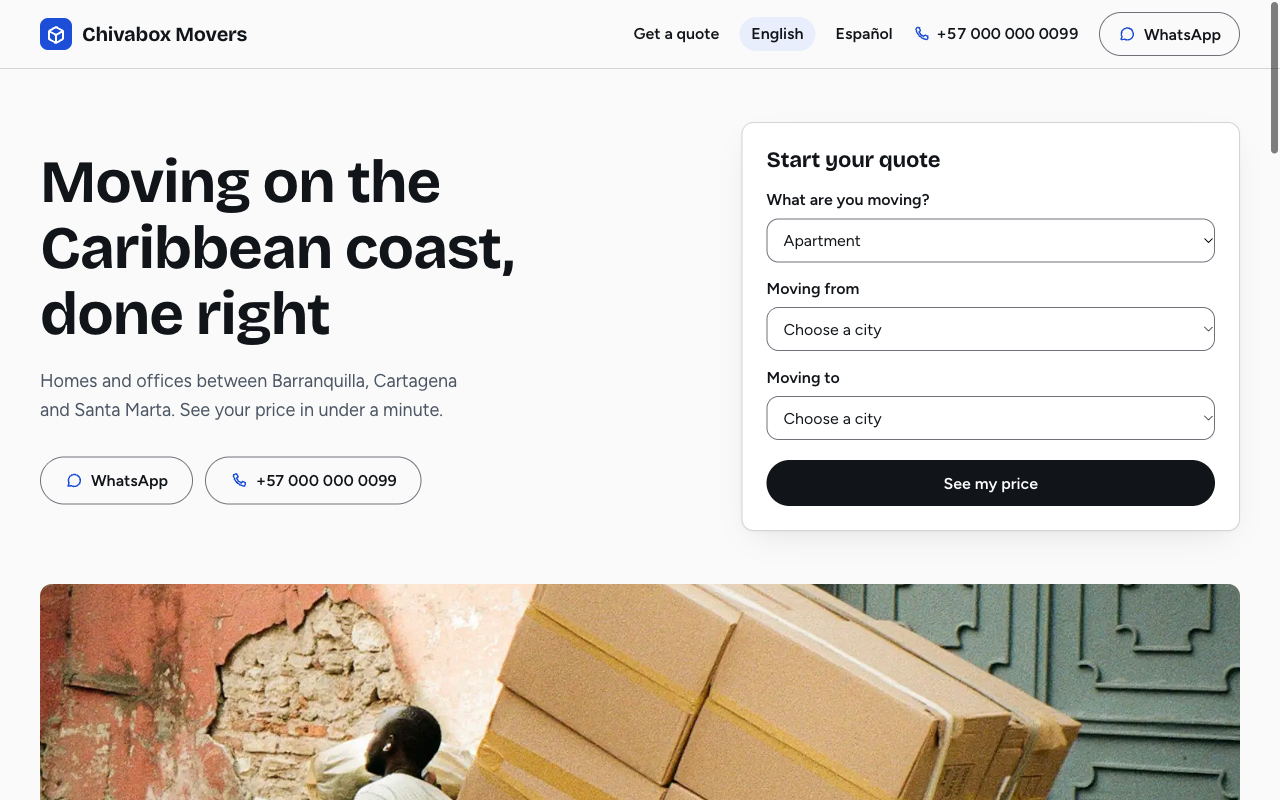 Chivabox Movers
Get a quote
English
Español
+57 000 000 0099
WhatsApp
Moving on the
Caribbean coast,
done right
Homes and offices between Barranquilla, Cartagena
and Santa Marta. See your price in under a minute.
WhatsApp
+57 000 000 0099
Start your quote
What are you moving?
Apartment
Moving from
Choose a city
Moving to
Choose a city
See my price